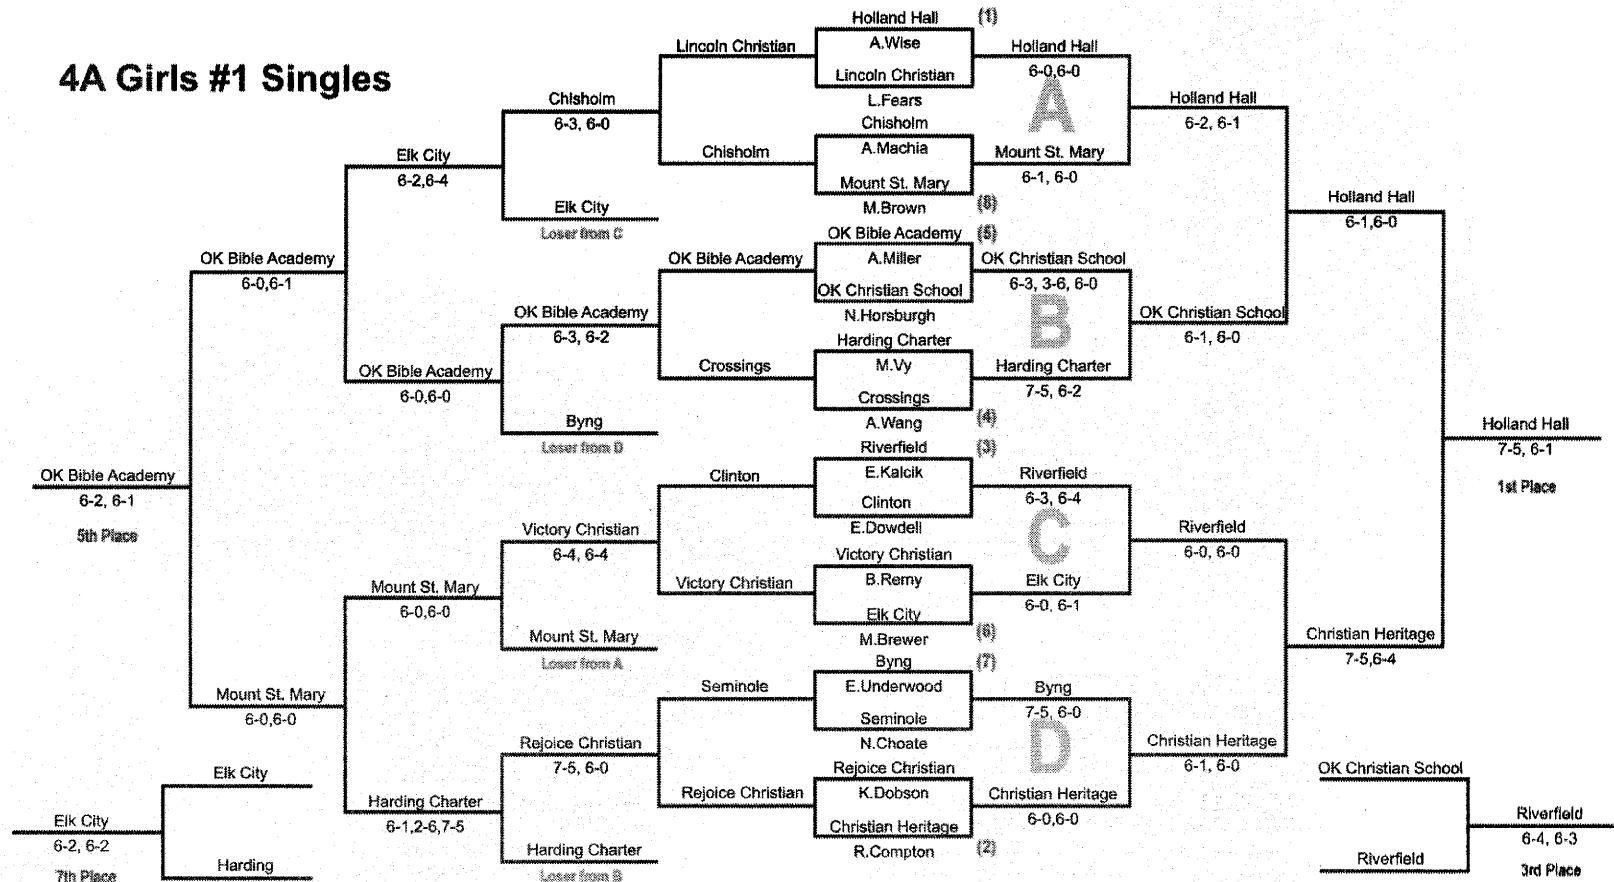 4A Girls #1 Singles
Holland Hall (1)
A.Wise
Lincoln Christian
L.Fears
Chisholm
A.Machia
Mount St. Mary
M.Brown (8)
OK Bible Academy (5)
A.Miller
OK Christian School
N.Horsburgh
Harding Charter
M.Vy
Crossings
A.Wang (4)
Riverfield (3)
E.Kalcik
Clinton
E.Dowdell
Victory Christian
B.Remy
Elk City
M.Brewer (6)
Byng (7)
E.Underwood
Seminole
N.Choate
Rejoice Christian
K.Dobson
Christian Heritage
R.Compton (2)
Holland Hall
6-0,6-0
A
Mount St. Mary
6-1, 6-0
OK Christian School
6-3, 3-6, 6-0
B
Harding Charter
7-5, 6-2
Riverfield
6-3, 6-4
C
Elk City
6-0, 6-1
Byng
7-5, 6-0
D
Christian Heritage
6-0,6-0
Holland Hall
6-2, 6-1
OK Christian School
6-1, 6-0
Riverfield
6-0, 6-0
Christian Heritage
6-1, 6-0
Holland Hall
6-1,6-0
Christian Heritage
7-5,6-4
Holland Hall
7-5, 6-1
1st Place
OK Christian School
Riverfield
Riverfield
6-4, 6-3
3rd Place
Lincoln Christian
Chisholm
OK Bible Academy
Crossings
Clinton
Victory Christian
Seminole
Rejoice Christian
Chisholm
6-3, 6-0
Elk City
Loser from C
OK Bible Academy
6-3, 6-2
Byng
Loser from D
Victory Christian
6-4, 6-4
Mount St. Mary
Loser from A
Rejoice Christian
7-5, 6-0
Harding Charter
Loser from B
Elk City
6-2,6-4
OK Bible Academy
6-0,6-0
Mount St. Mary
6-0,6-0
Harding Charter
6-1,2-6,7-5
OK Bible Academy
6-0,6-1
Mount St. Mary
6-0,6-0
OK Bible Academy
6-2, 6-1
5th Place
Elk City
Harding
Elk City
6-2, 6-2
7th Place